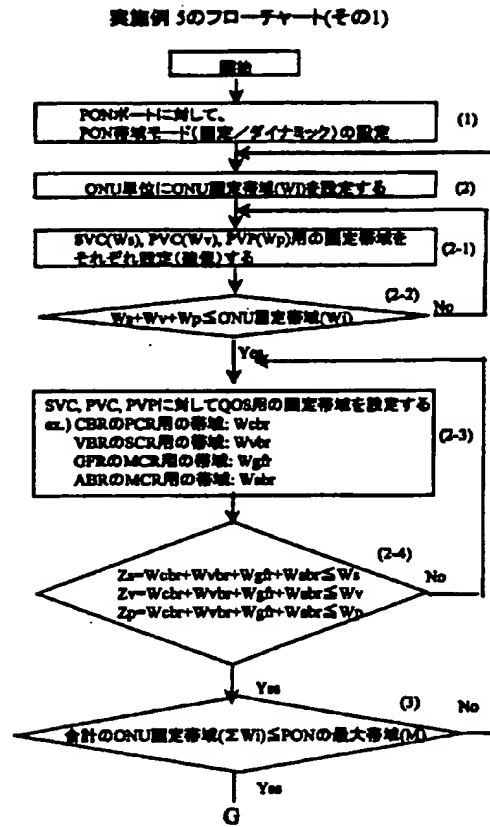 実施例 5のフローチャート(その1)
開始
PONポートに対して、
PON帯域モード(固定／ダイナミック)の設定
(1)
ONU単位にONU固定帯域(Wi)を設定する
(2)
SVC(Ws), PVC(Wv), PVP(Wp)用の固定帯域を
それぞれ設定(確保)する
(2-1)
(2-2)
Ws+Wv+Wp≦ONU固定帯域(Wi)
No
Yes
SVC, PVC, PVPに対してQOS用の固定帯域を設定する
ex.) CBRのPCR用の帯域: Wcbr
VBRのSCR用の帯域: Wvbr
GFRのMCR用の帯域: Wgfr
ABRのMCR用の帯域: Wabr
(2-3)
(2-4)
Zs=Wcbr+Wvbr+Wgfr+Wabr≦Ws
Zv=Wcbr+Wvbr+Wgfr+Wabr≦Wv
Zp=Wcbr+Wvbr+Wgfr+Wabr≦Wp
No
Yes
(3)
No
合計のONU固定帯域(ΣWi)≦PONの最大帯域(M)
Yes
G